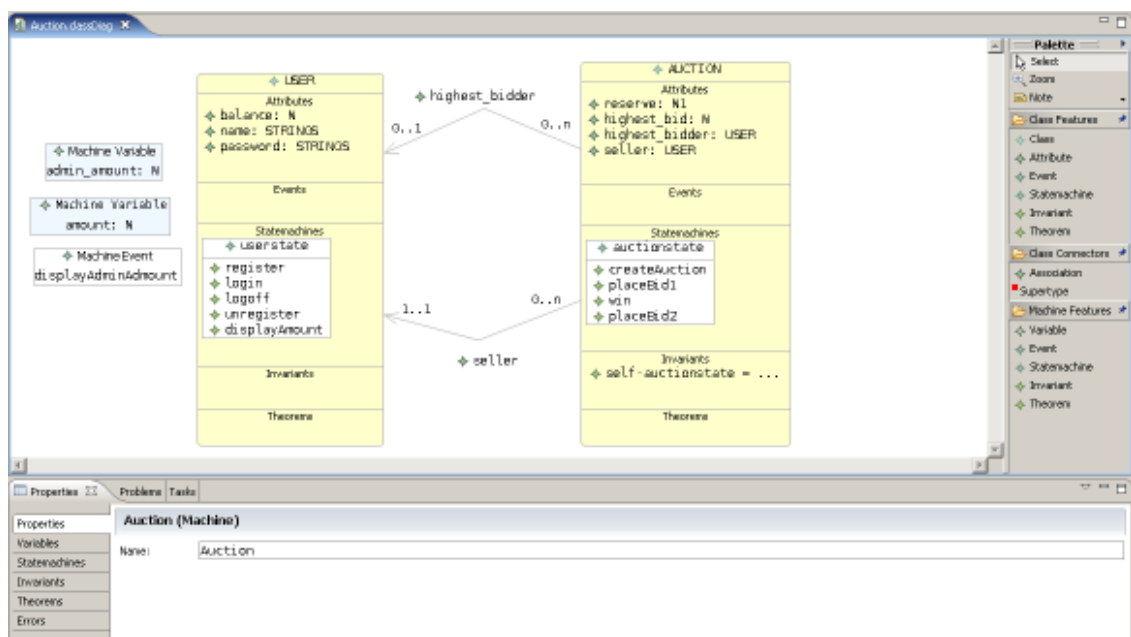 Auction.classDiag
USER
Attributes
balance: N
name: STRINGS
password: STRINGS
Events
Statemachines
userstate
register
login
logoff
unregister
displayAmount
Invariants
Theorems
Machine Variable
admin_amount: N
Machine Variable
amount: N
MachineEvent
displayAdminAdmount
highest_bidder
0..1
0..n
1..1
0..n
seller
AUCTION
Attributes
reserve: N1
highest_bid: N
highest_bidder: USER
seller: USER
Events
Statemachines
auctionstate
createAuction
placeBid1
win
placeBid2
Invariants
self-auctionstate = ...
Theorems
Palette
Select
Zoom
Note
Class Features
Class
Attribute
Event
Statemachine
Invariant
Theorem
Class Connectors
Association
Supertype
Machine Features
Variable
Event
Statemachine
Invariant
Theorem
Properties
Problems
Tasks
Properties
Variables
Statemachines
Invariants
Theorems
Errors
Auction (Machine)
Name:
Auction